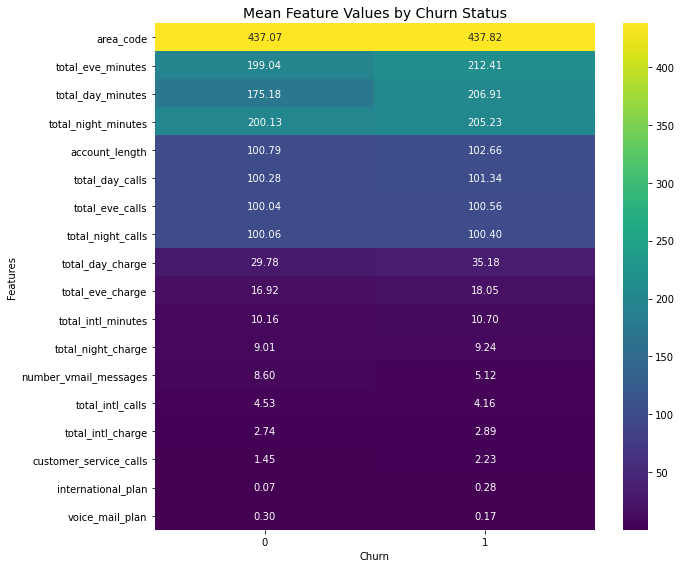 Mean Feature Values by Churn Status
area_code 437.07 437.82
total_eve_minutes 199.04 212.41
total_day_minutes 175.18 206.91
total_night_minutes 200.13 205.23
account_length 100.79 102.66
total_day_calls 100.28 101.34
total_eve_calls 100.04 100.56
total_night_calls 100.06 100.40
total_day_charge 29.78 35.18
total_eve_charge 16.92 18.05
total_intl_minutes 10.16 10.70
total_night_charge 9.01 9.24
number_vmail_messages 8.60 5.12
total_intl_calls 4.53 4.16
total_intl_charge 2.74 2.89
customer_service_calls 1.45 2.23
international_plan 0.07 0.28
voice_mail_plan 0.30 0.17
0 1
Churn
Features
400
350
300
250
200
150
100
50